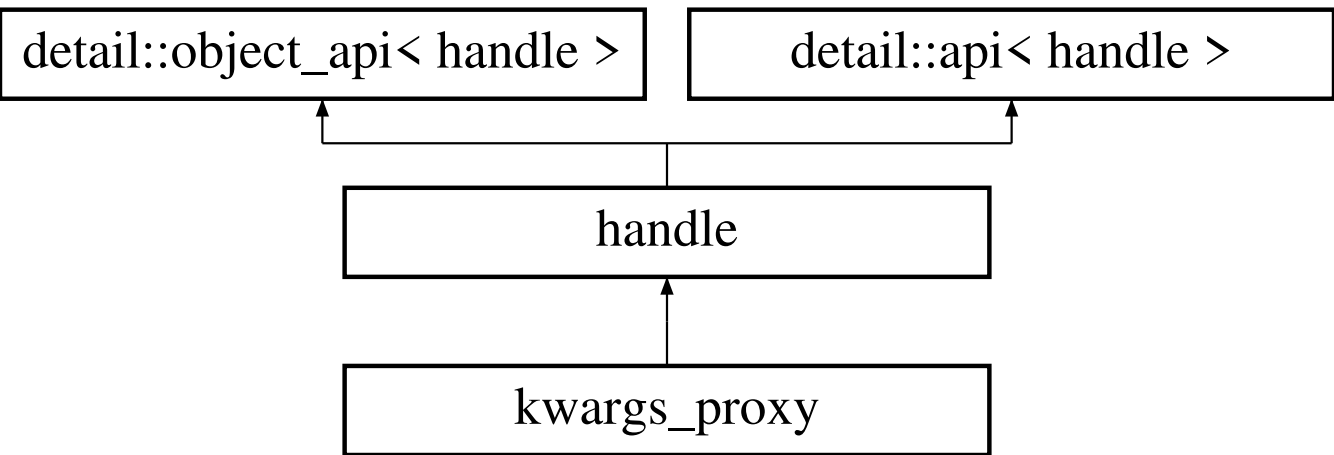 detail::object_api< handle >
detail::api< handle >
handle
kwargs_proxy